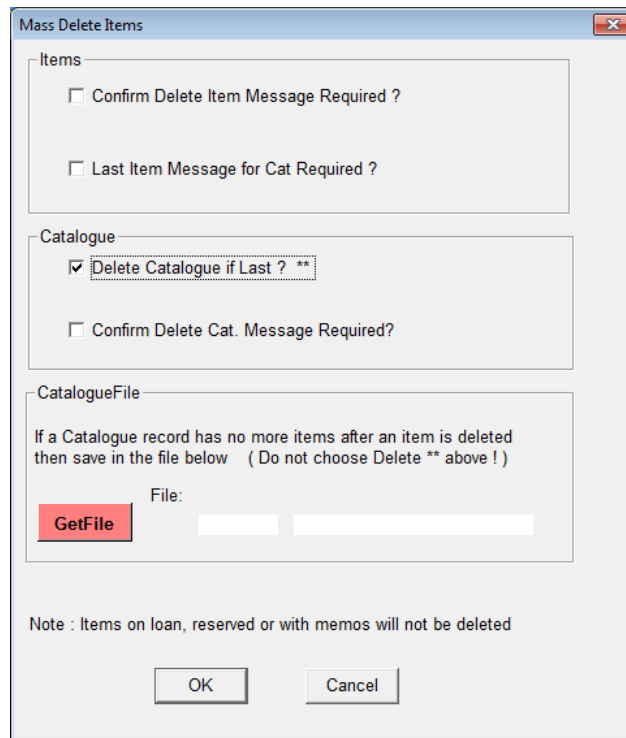 Mass Delete Items
Items
Confirm Delete Item Message Required ?
Last Item Message for Cat Required ?
Catalogue
Delete Catalogue if Last ? **
Confirm Delete Cat. Message Required?
CatalogueFile
If a Catalogue record has no more items after an item is deleted
then save in the file below ( Do not choose Delete ** above ! )
File:
GetFile
Note : Items on loan, reserved or with memos will not be deleted
OK Cancel